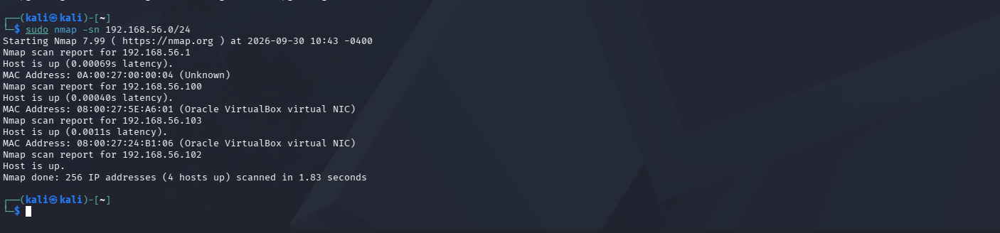 ┌──(kali㉿kali)-[~]
└─$ sudo nmap -sn 192.168.56.0/24
Starting Nmap 7.99 ( https://nmap.org ) at 2026-09-30 10:43 -0400
Nmap scan report for 192.168.56.1
Host is up (0.00069s latency).
MAC Address: 0A:00:27:00:00:04 (Unknown)
Nmap scan report for 192.168.56.100
Host is up (0.00040s latency).
MAC Address: 08:00:27:5E:A6:01 (Oracle VirtualBox virtual NIC)
Nmap scan report for 192.168.56.103
Host is up (0.0011s latency).
MAC Address: 08:00:27:24:B1:06 (Oracle VirtualBox virtual NIC)
Nmap scan report for 192.168.56.102
Host is up.
Nmap done: 256 IP addresses (4 hosts up) scanned in 1.83 seconds
┌──(kali㉿kali)-[~]
└─$